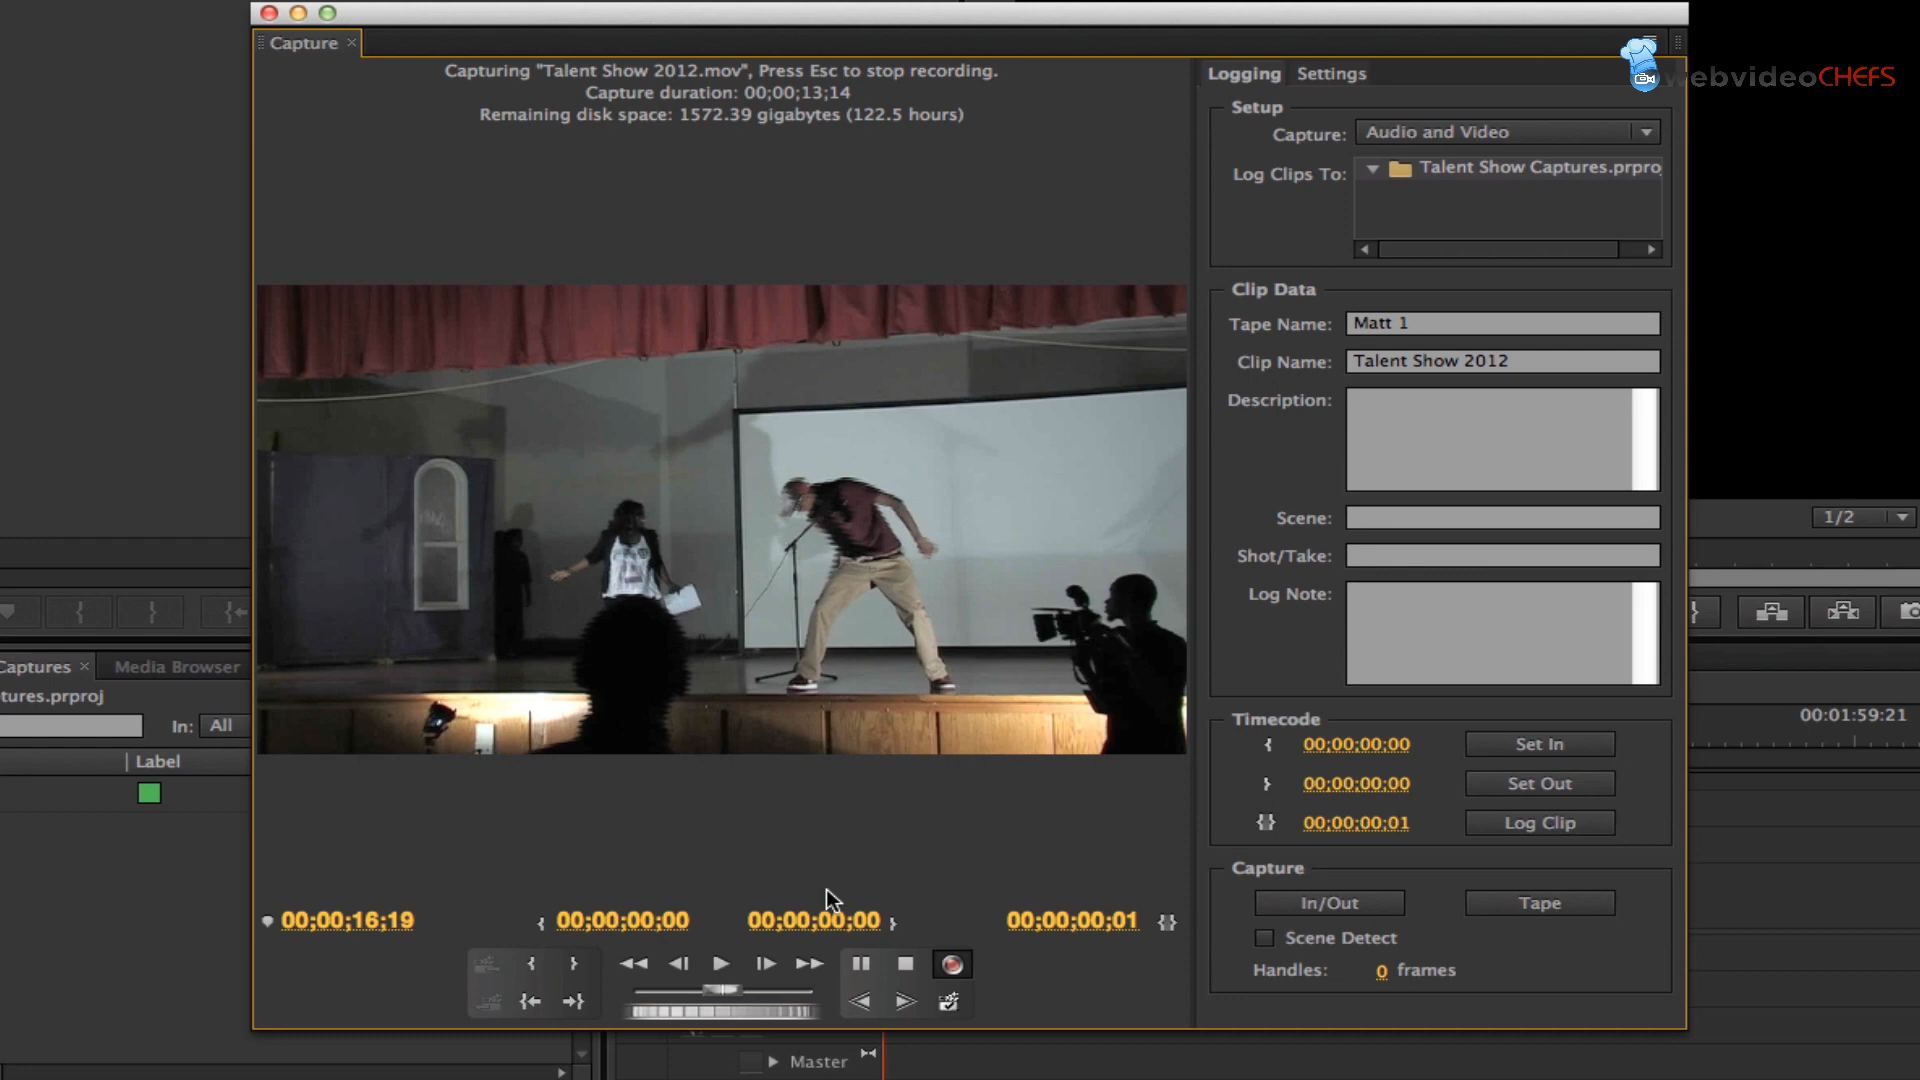 Capture
Capturing "Talent Show 2012.mov", Press Esc to stop recording.
Capture duration: 00;00;13;14
Remaining disk space: 1572.39 gigabytes (122.5 hours)
Logging Settings
webvideoCHEFS
Setup
Capture: Audio and Video
Log Clips To: Talent Show Captures.prpro
Clip Data
Tape Name: Matt 1
Clip Name: Talent Show 2012
Description:
Scene:
Shot/Take:
Log Note:
1/2
Captures Media Browser
tures.prproj
In: All
Label
Timecode
00;00;00;00 Set In
00;00;00;00 Set Out
00;00;00;01 Log Clip
00:01:59:21
Capture
In/Out Tape
Scene Detect
Handles: 0 frames
00;00;16;19 00;00;00;00 00;00;00;00 00;00;00;01
Master